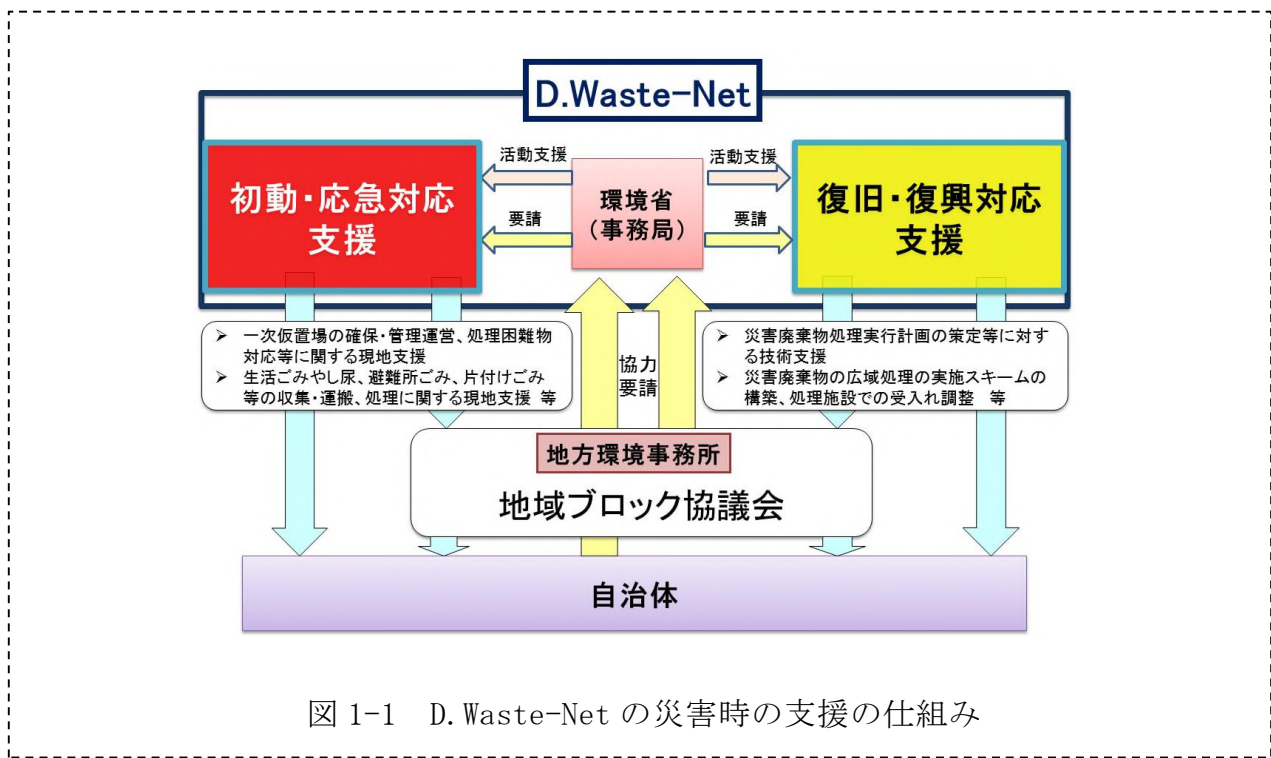 D.Waste-Net
初動・応急対応
支援
活動支援
要請
環境省
(事務局)
活動支援
要請
復旧・復興対応
支援
➢ 一次仮置場の確保・管理運営、処理困難物
対応等に関する現地支援
➢ 生活ごみやし尿、避難所ごみ、片付けごみ
等の収集・運搬、処理に関する現地支援 等
協力
要請
➢ 災害廃棄物処理実行計画の策定等に対す
る技術支援
➢ 災害廃棄物の広域処理の実施スキームの
構築、処理施設での受入れ調整 等
地方環境事務所
地域ブロック協議会
自治体
図 1-1 D.Waste-Net の災害時の支援の仕組み